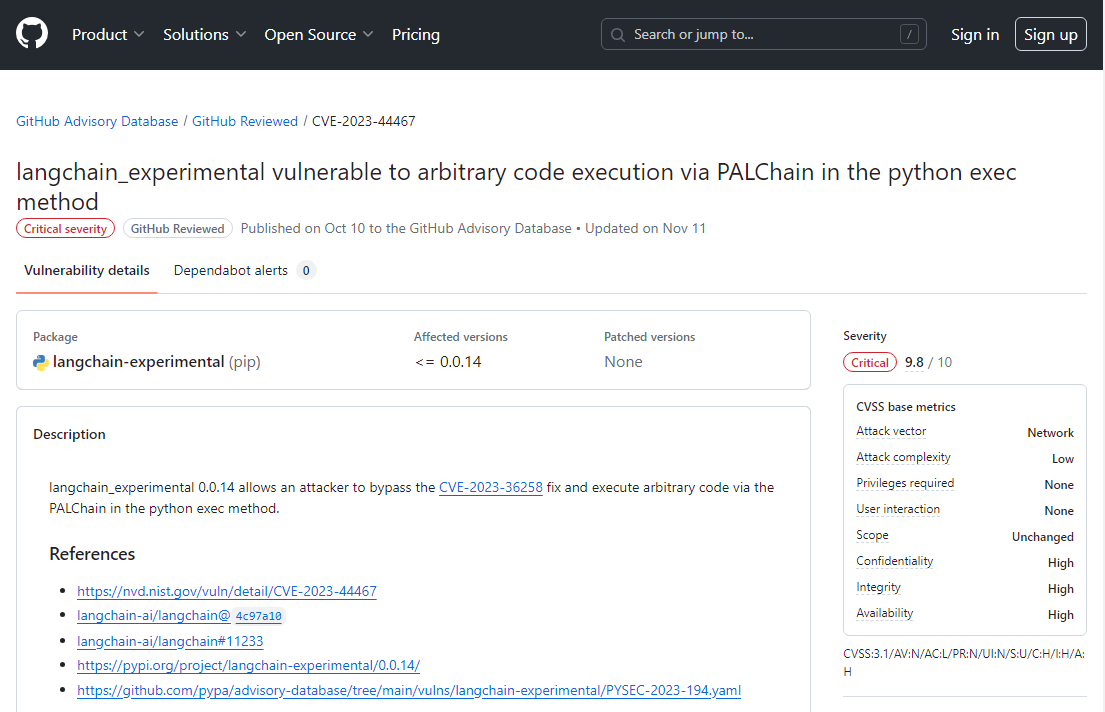 Product Solutions Open Source Pricing Search or jump to... / Sign in Sign up
GitHub Advisory Database / GitHub Reviewed / CVE-2023-44467
langchain_experimental vulnerable to arbitrary code execution via PALChain in the python exec
method
Critical severity GitHub Reviewed Published on Oct 10 to the GitHub Advisory Database • Updated on Nov 11
Vulnerability details Dependabot alerts 0
Package
langchain-experimental (pip)
Affected versions
<= 0.0.14
Patched versions
None
Description
langchain_experimental 0.0.14 allows an attacker to bypass the CVE-2023-36258 fix and execute arbitrary code via the
PALChain in the python exec method.
References
• https://nvd.nist.gov/vuln/detail/CVE-2023-44467
• langchain-ai/langchain@ 4c97a10
• langchain-ai/langchain#11233
• https://pypi.org/project/langchain-experimental/0.0.14/
• https://github.com/pypa/advisory-database/tree/main/vulns/langchain-experimental/PYSEC-2023-194.yaml
Severity
Critical 9.8 / 10
CVSS base metrics
Attack vector Network
Attack complexity Low
Privileges required None
User interaction None
Scope Unchanged
Confidentiality High
Integrity High
Availability High
CVSS:3.1/AV:N/AC:L/PR:N/UI:N/S:U/C:H/I:H/A:
H